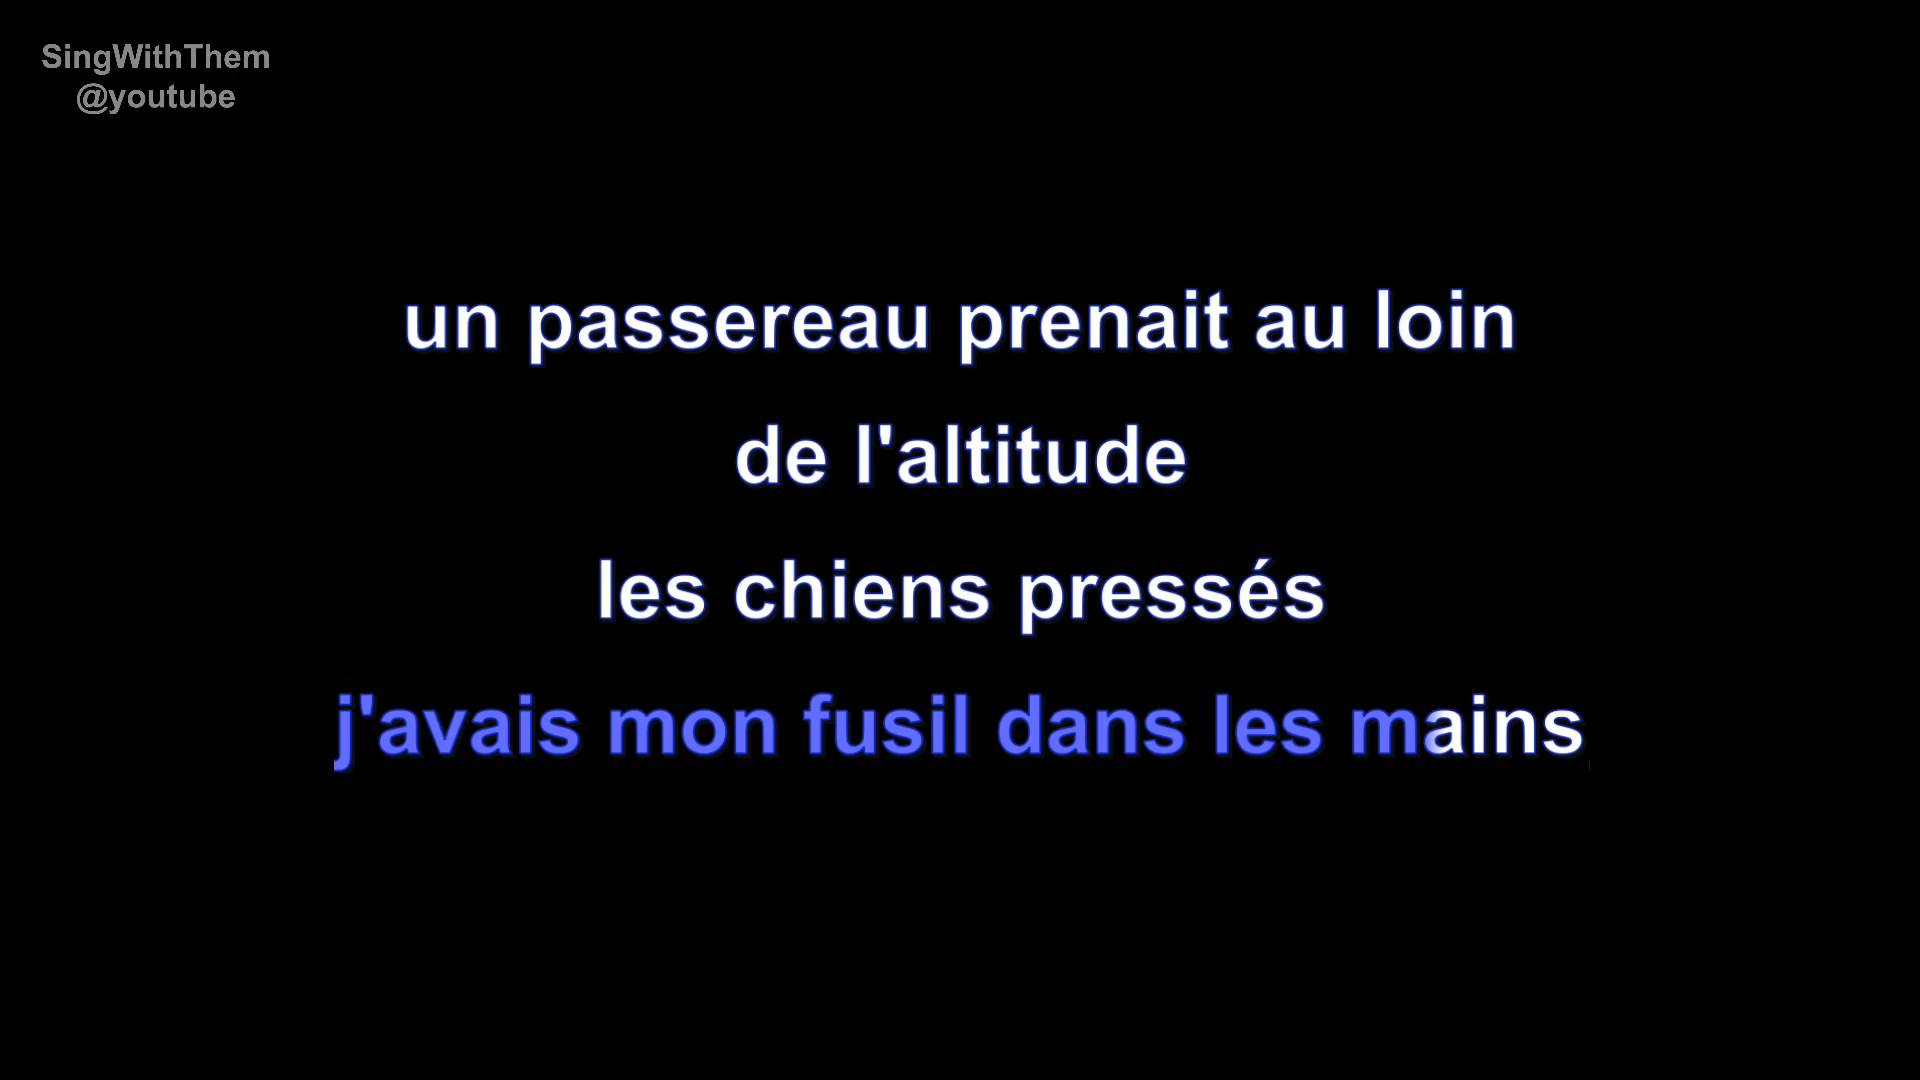 SingWithThem
@youtube
un passereau prenait au loin
de l'altitude
les chiens pressés
j'avais mon fusil dans les mains